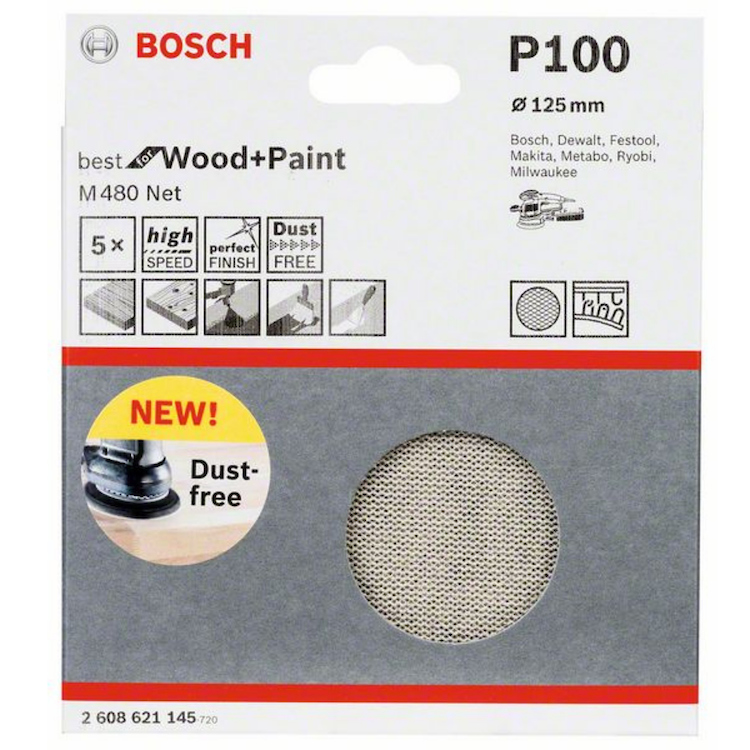 BOSCH
P100
Ø 125 mm
Bosch, Dewalt, Festool,
Makita, Metabo, Ryobi,
Milwaukee
best for Wood+Paint
M 480 Net
5×
high
SPEED
perfect
FINISH
Dust
FREE
NEW!
Dust-
free
2 608 621 145-720